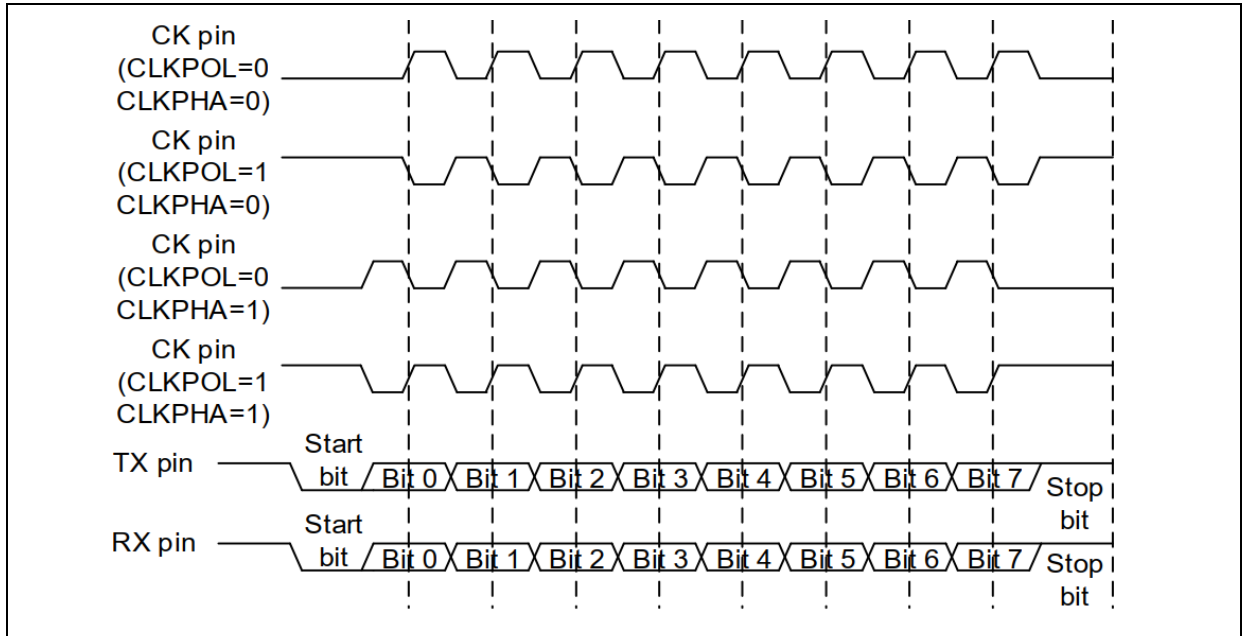 CK pin
(CLKPOL=0
CLKPHA=0)
CK pin
(CLKPOL=1
CLKPHA=0)
CK pin
(CLKPOL=0
CLKPHA=1)
CK pin
(CLKPOL=1
CLKPHA=1)
TX pin
Start
bit
Bit 0
Bit 1
Bit 2
Bit 3
Bit 4
Bit 5
Bit 6
Bit 7
Stop
bit
RX pin
Start
bit
Bit 0
Bit 1
Bit 2
Bit 3
Bit 4
Bit 5
Bit 6
Bit 7
Stop
bit